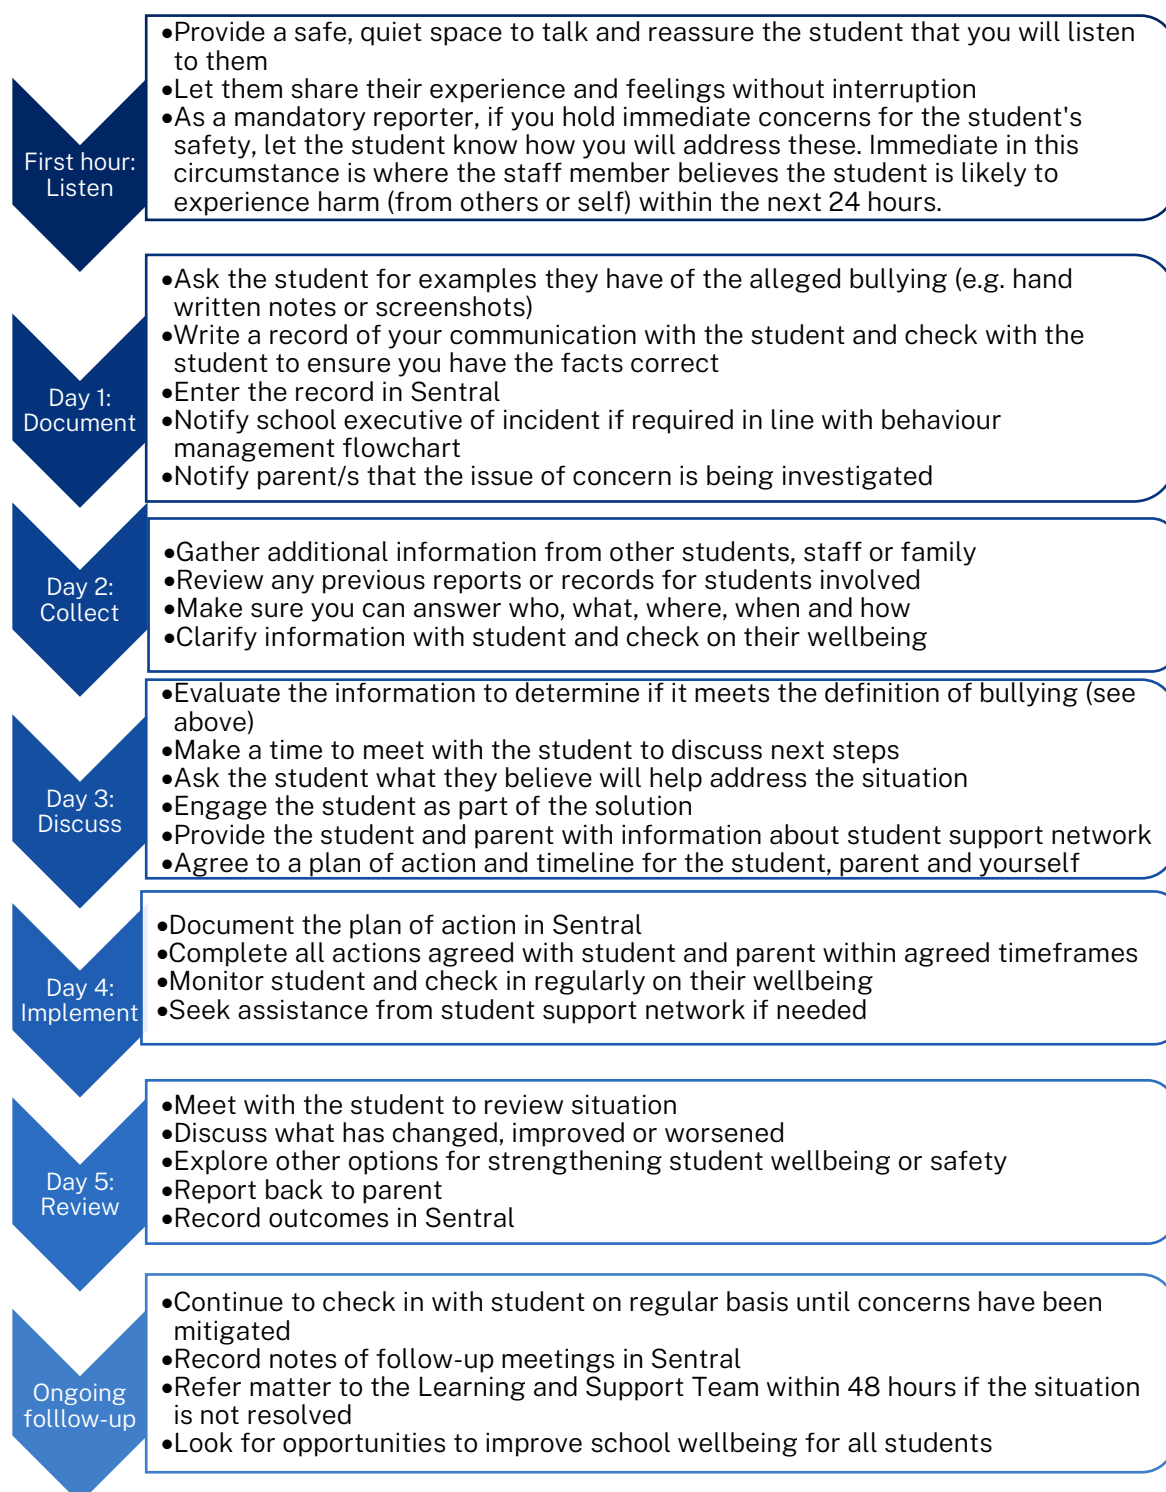 First hour:
Listen
•Provide a safe, quiet space to talk and reassure the student that you will listen
to them
•Let them share their experience and feelings without interruption
•As a mandatory reporter, if you hold immediate concerns for the student's
safety, let the student know how you will address these. Immediate in this
circumstance is where the staff member believes the student is likely to
experience harm (from others or self) within the next 24 hours.
Day 1:
Document
•Ask the student for examples they have of the alleged bullying (e.g. hand
written notes or screenshots)
•Write a record of your communication with the student and check with the
student to ensure you have the facts correct
•Enter the record in Sentral
•Notify school executive of incident if required in line with behaviour
management flowchart
•Notify parent/s that the issue of concern is being investigated
Day 2:
Collect
•Gather additional information from other students, staff or family
•Review any previous reports or records for students involved
•Make sure you can answer who, what, where, when and how
•Clarify information with student and check on their wellbeing
Day 3:
Discuss
•Evaluate the information to determine if it meets the definition of bullying (see
above)
•Make a time to meet with the student to discuss next steps
•Ask the student what they believe will help address the situation
•Engage the student as part of the solution
•Provide the student and parent with information about student support network
•Agree to a plan of action and timeline for the student, parent and yourself
Day 4:
Implement
•Document the plan of action in Sentral
•Complete all actions agreed with student and parent within agreed timeframes
•Monitor student and check in regularly on their wellbeing
•Seek assistance from student support network if needed
Day 5:
Review
•Meet with the student to review situation
•Discuss what has changed, improved or worsened
•Explore other options for strengthening student wellbeing or safety
•Report back to parent
•Record outcomes in Sentral
Ongoing
folllow-up
•Continue to check in with student on regular basis until concerns have been
mitigated
•Record notes of follow-up meetings in Sentral
•Refer matter to the Learning and Support Team within 48 hours if the situation
is not resolved
•Look for opportunities to improve school wellbeing for all students